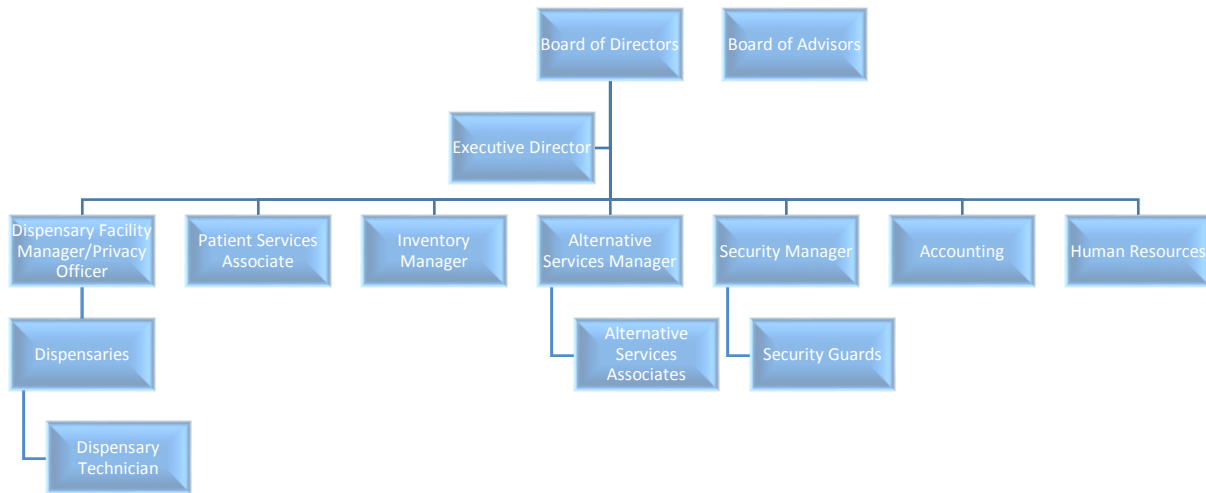 Board of Directors
Board of Advisors
Executive Director
Dispensary Facility
Manager/Privacy
Officer
Patient Services
Associate
Inventory
Manager
Alternative
Services Manager
Security Manager
Accounting
Human Resources
Dispensaries
Alternative
Services
Associates
Security Guards
Dispensary
Technician